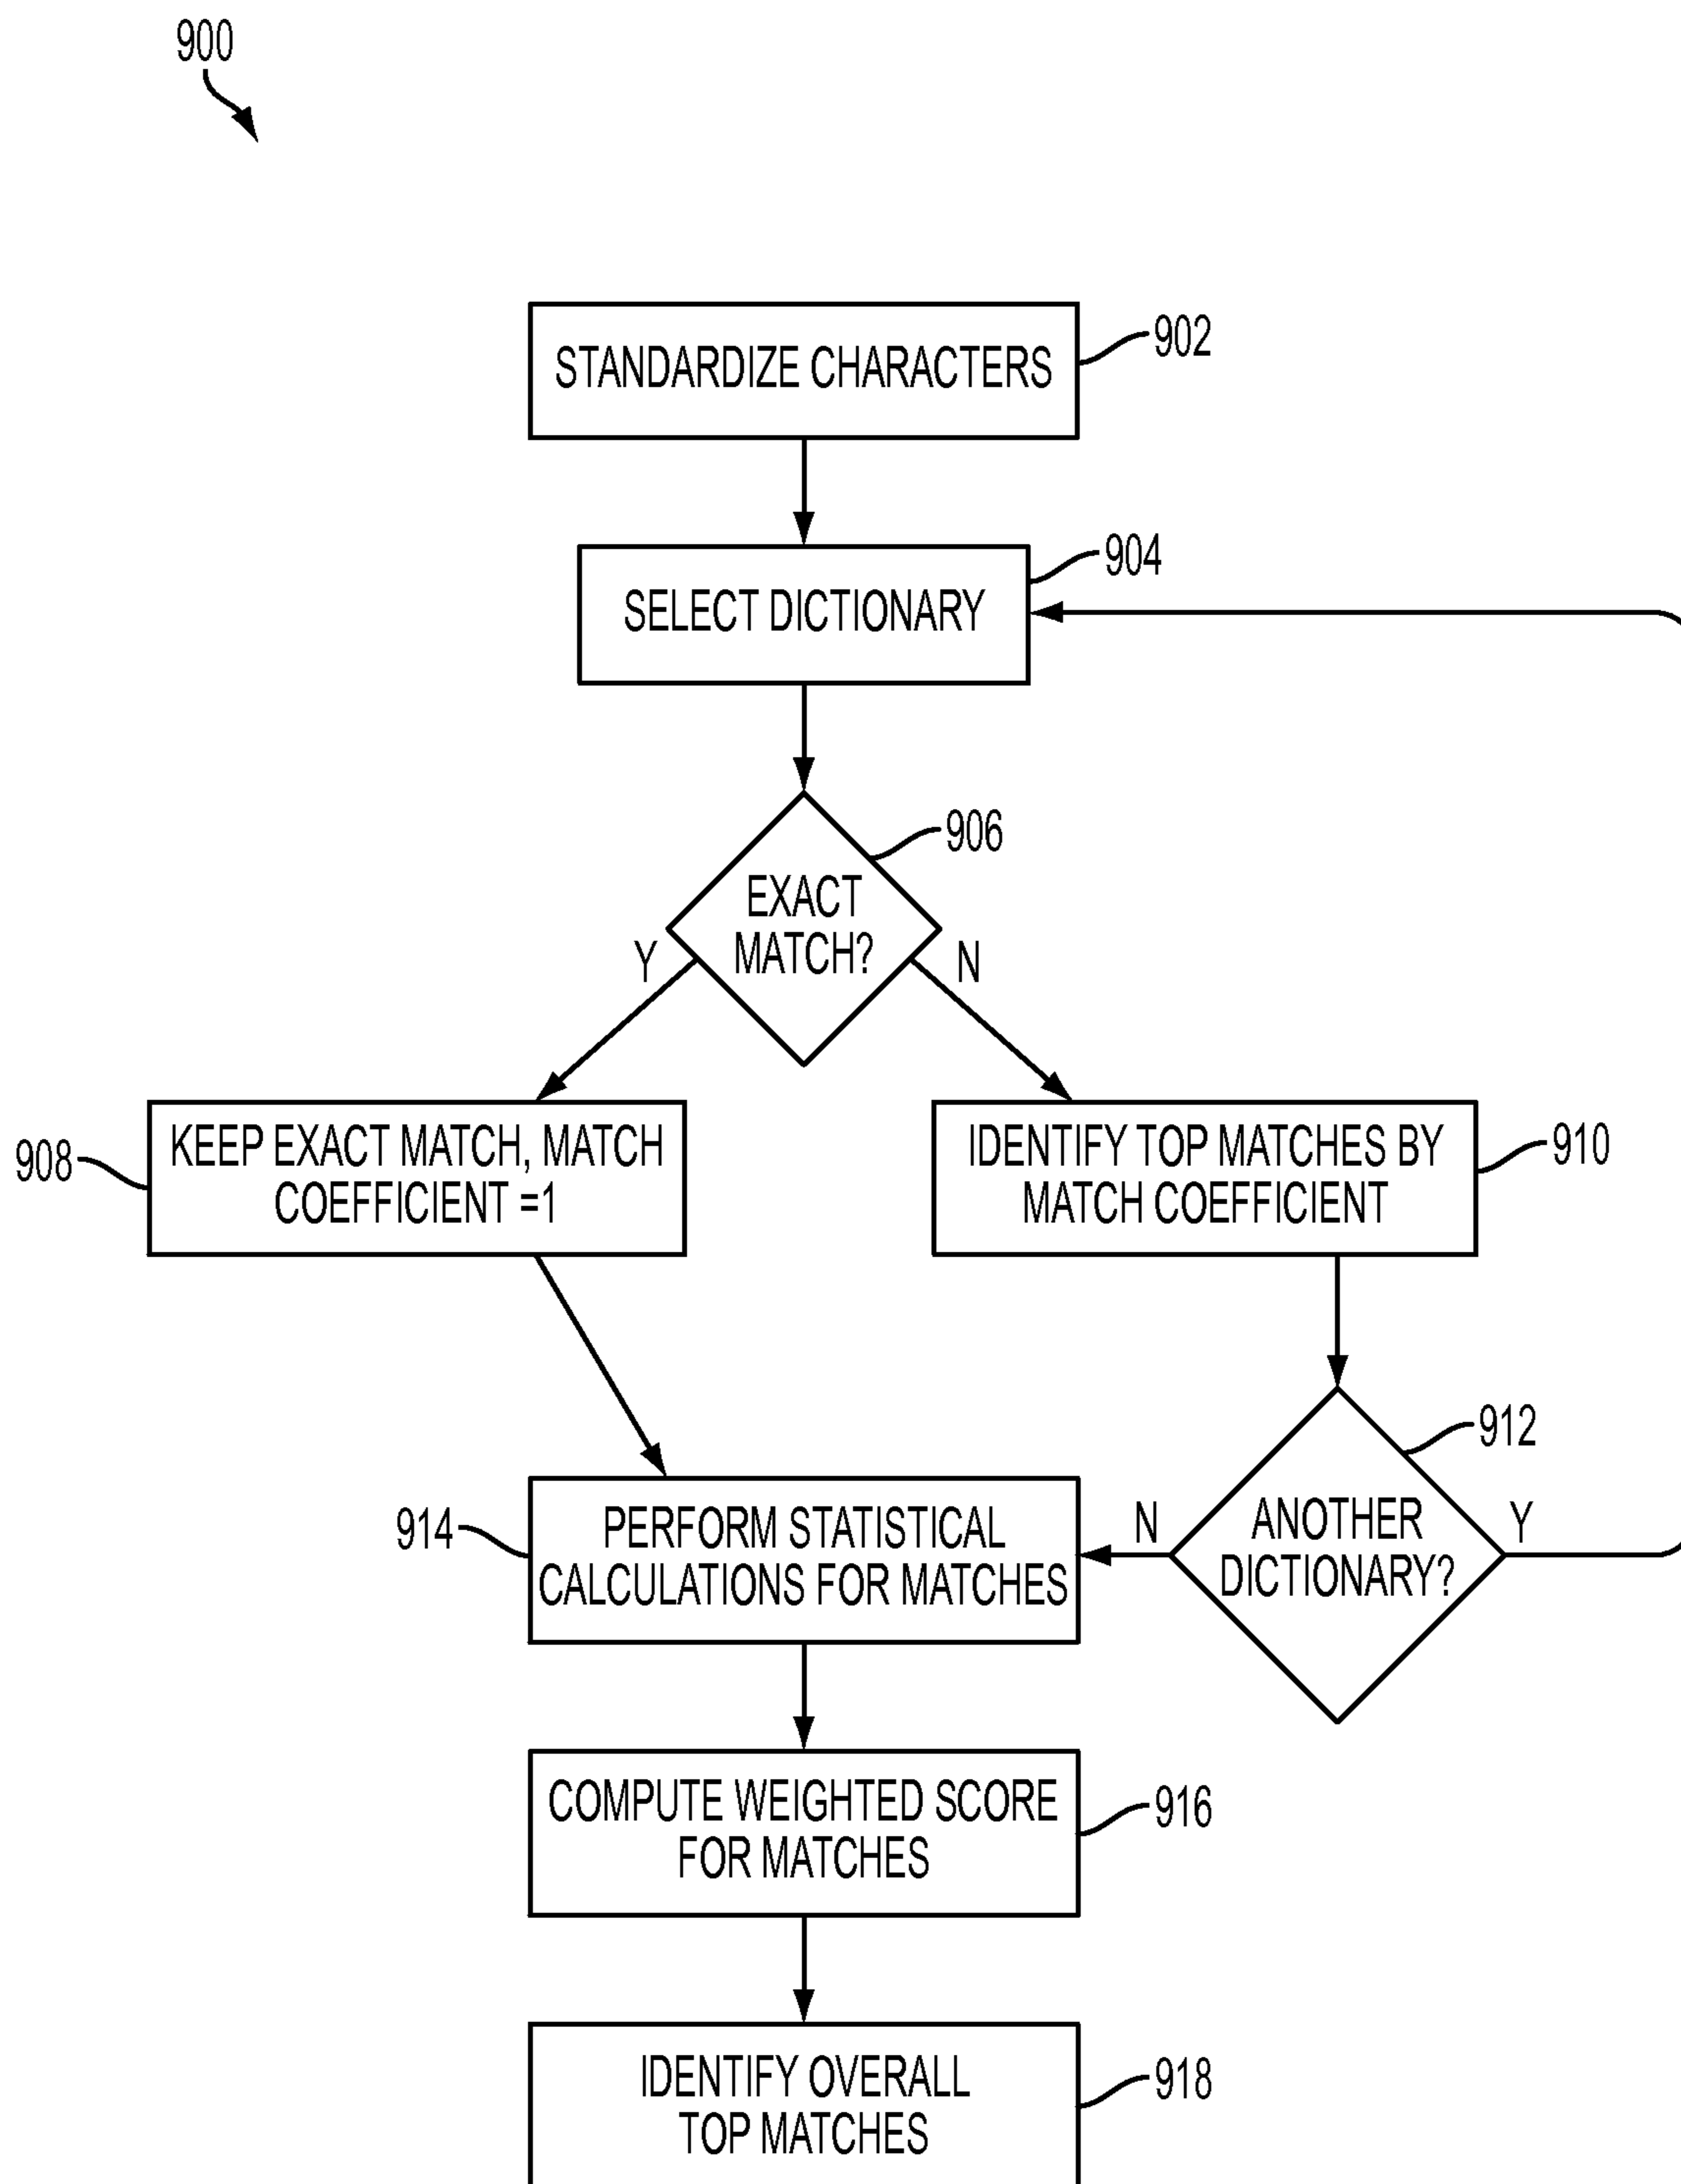 900
STANDARDIZE CHARACTERS
902
SELECT DICTIONARY
904
906
EXACT
MATCH?
Y
N
908
KEEP EXACT MATCH, MATCH
COEFFICIENT =1
IDENTIFY TOP MATCHES BY
MATCH COEFFICIENT
910
912
ANOTHER
DICTIONARY?
N
Y
914
PERFORM STATISTICAL
CALCULATIONS FOR MATCHES
COMPUTE WEIGHTED SCORE
FOR MATCHES
916
IDENTIFY OVERALL
TOP MATCHES
918